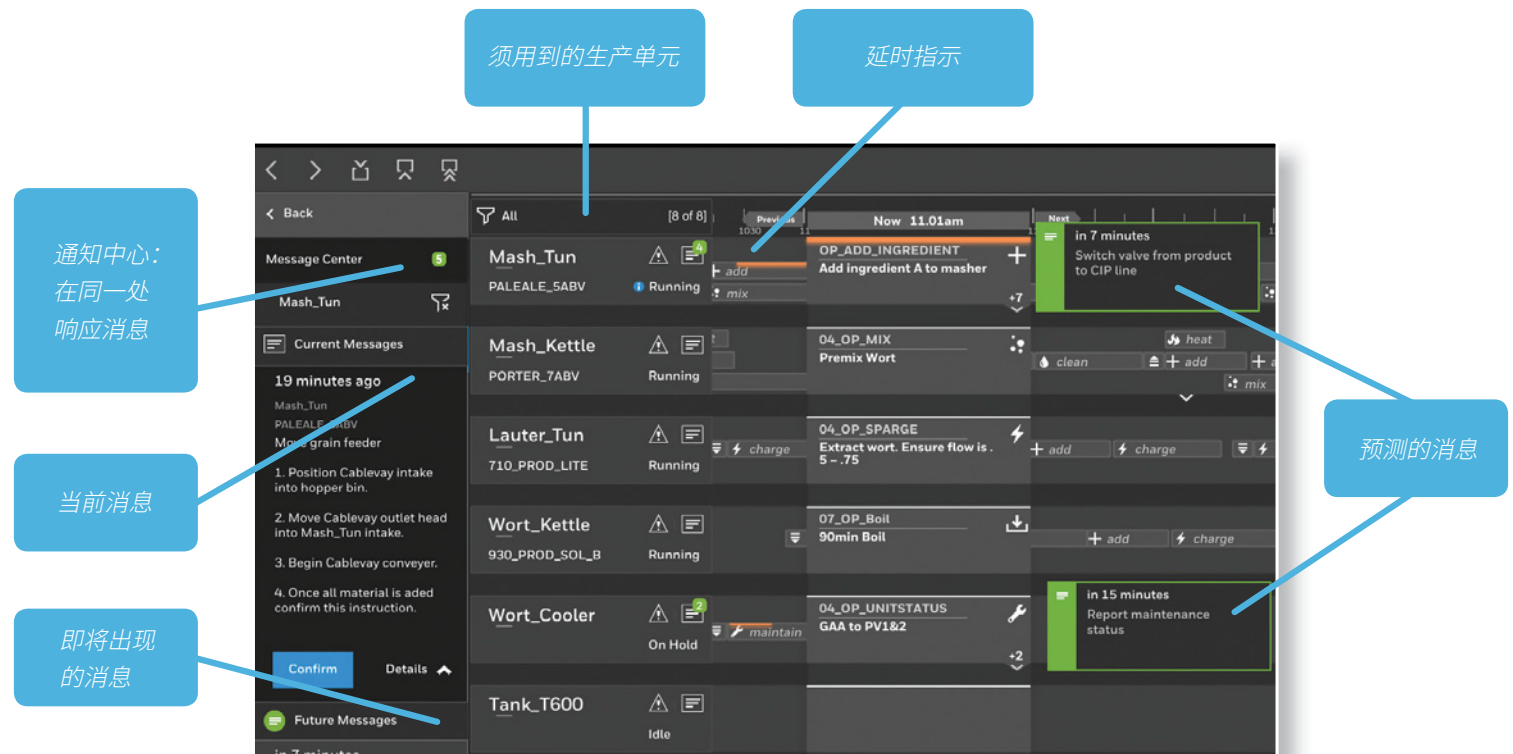 须用到的生产单元
延时指示
通知中心：
在同一处
响应消息
当前消息
即将出现
的消息
预测的消息
Back
Message Center 5
Mash_Tun
Current Messages
19 minutes ago
Mash_Tun
PALEALE_5ABV
Move grain feeder
1. Position Cablevay intake
into hopper bin.
2. Move Cablevay outlet head
into Mash_Tun intake.
3. Begin Cablevay conveyer.
4. Once all material is aded
confirm this instruction.
Confirm Details
Future Messages
in 7 minutes
All [8 of 8]
Previous Now 11.01am Next
1030
Mash_Tun 4
PALEALE_5ABV Running
add
mix
OP_ADD_INGREDIENT
Add ingredient A to masher
+7
in 7 minutes
Switch valve from product
to CIP line
Mash_Kettle
PORTER_7ABV Running
04_OP_MIX
Premix Wort
heat
clean add
mix
Lauter_Tun
710_PROD_LITE Running
charge
04_OP_SPARGE
Extract wort. Ensure flow is .
5 – .75
add charge
Wort_Kettle
930_PROD_SOL_B Running
07_OP_Boil
90min Boil
add charge
Wort_Cooler 2
On Hold
maintain
04_OP_UNITSTATUS
GAA to PV1&2
+2
in 15 minutes
Report maintenance
status
Tank_T600
Idle